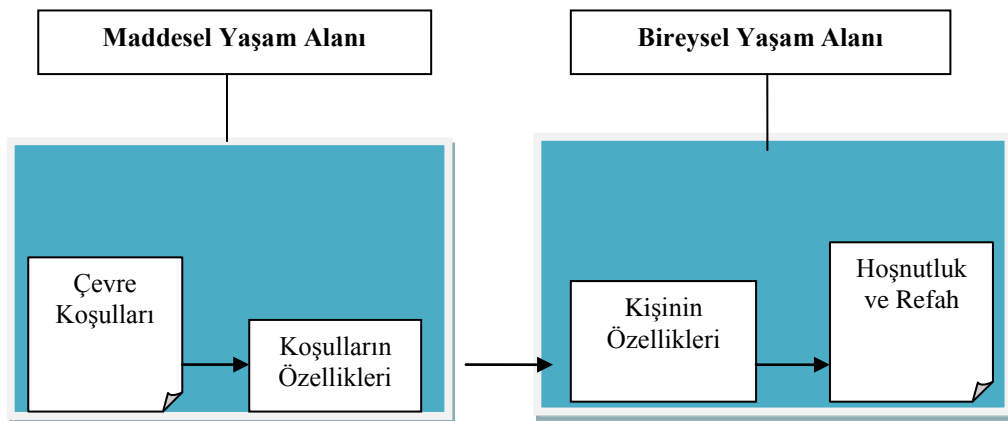 Maddesel Yaşam Alanı
Bireysel Yaşam Alanı
Çevre
Koşulları
Koşulların
Özellikleri
Kişinin
Özellikleri
Hoşnutluk
ve Refah